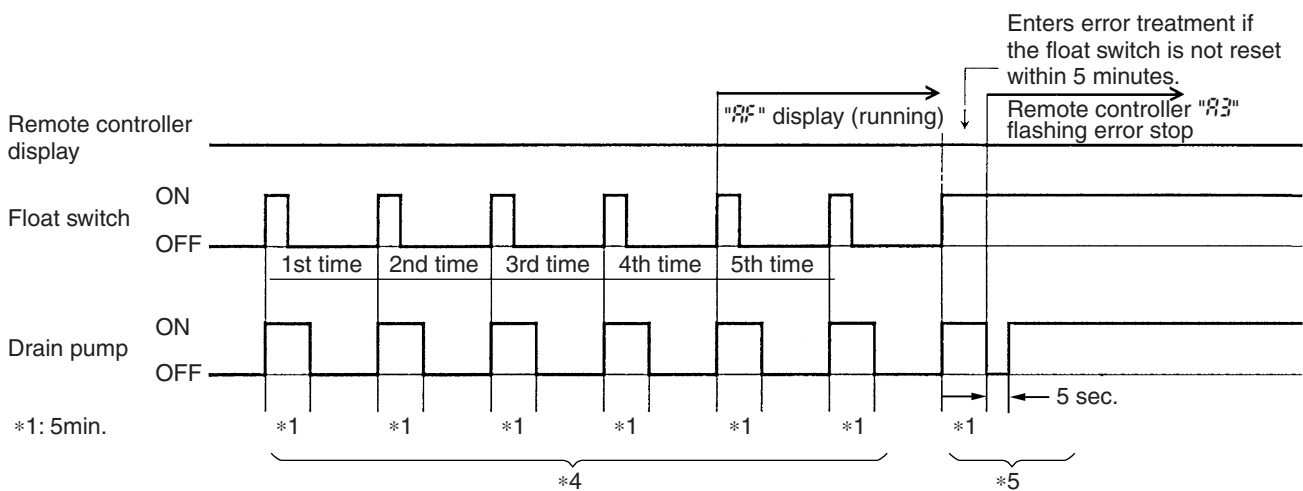 Enters error treatment if
the float switch is not reset
within 5 minutes.
"AF" display (running)
Remote controller "A3"
flashing error stop
Remote controller
display
ON
Float switch
OFF
1st time 2nd time 3rd time 4th time 5th time
ON
Drain pump
OFF
5 sec.
*1: 5min. *1 *1 *1 *1 *1 *1 *1
*4 *5